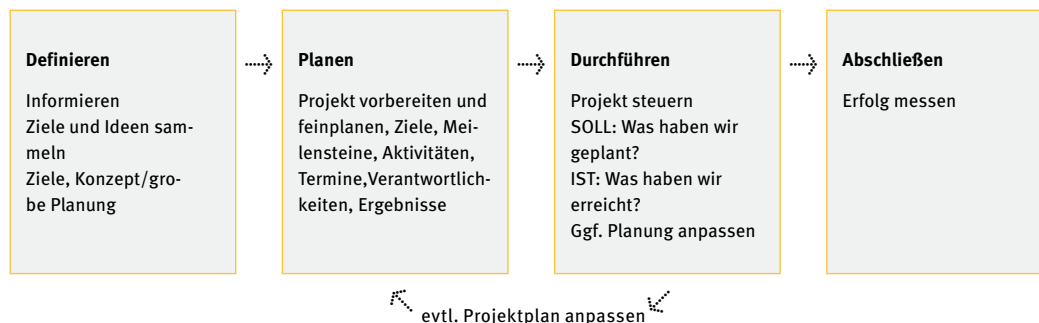 Definieren
Informieren
Ziele und Ideen sam-
meln
Ziele, Konzept/gro-
be Planung
Planen
Projekt vorbereiten und
feinplanen, Ziele, Mei-
lensteine, Aktivitäten,
Termine,Verantwortlich-
keiten, Ergebnisse
Durchführen
Projekt steuern
SOLL: Was haben wir
geplant?
IST: Was haben wir
erreicht?
Ggf. Planung anpassen
Abschließen
Erfolg messen
evtl. Projektplan anpassen